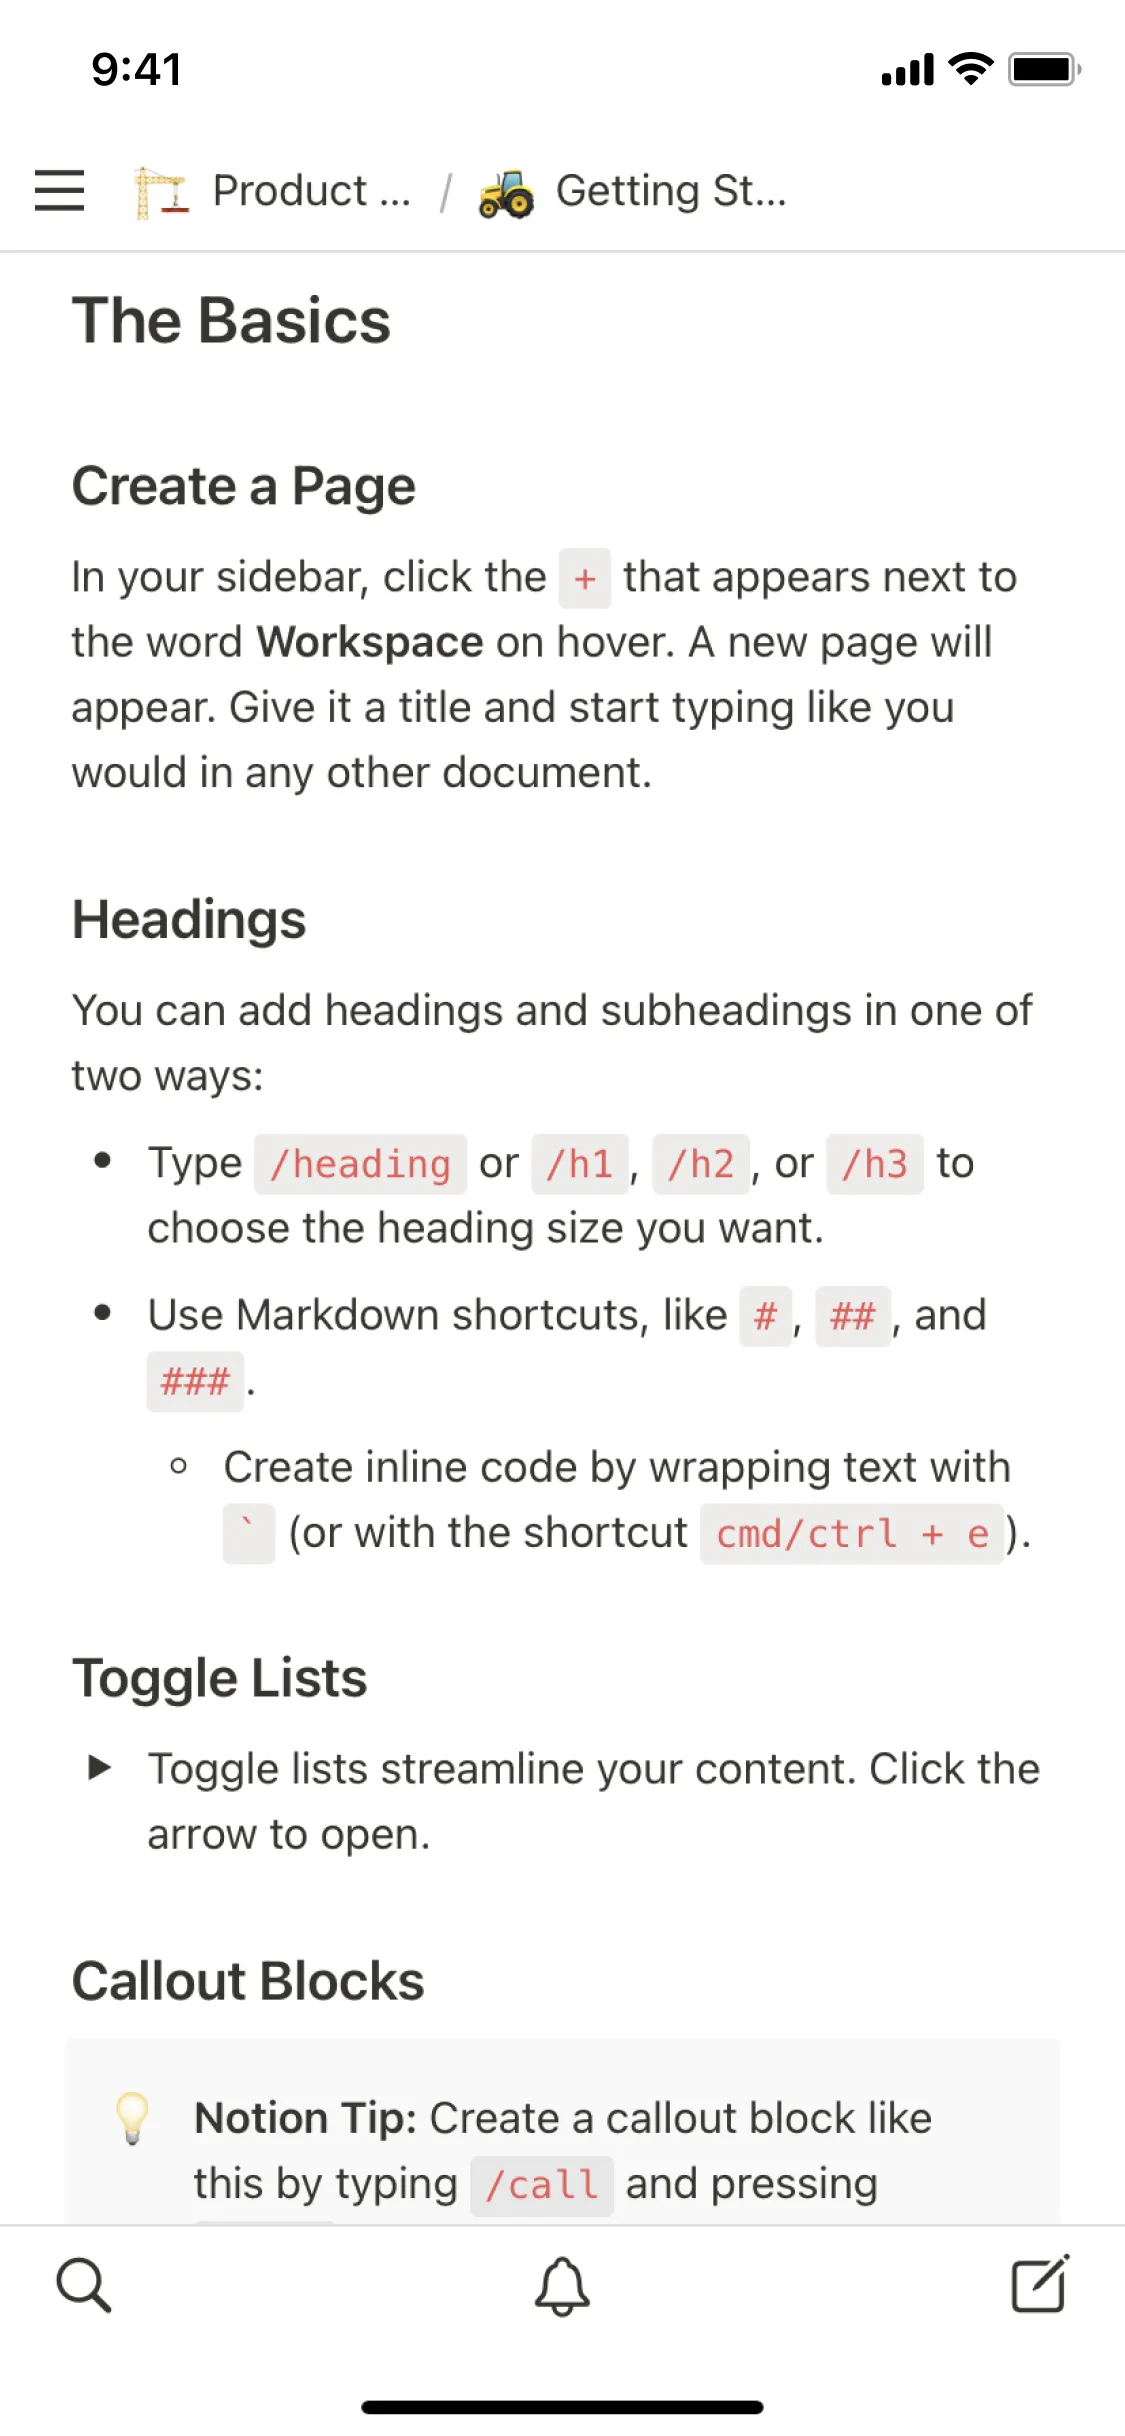 9:41
Product ... / Getting St...
The Basics
Create a Page
In your sidebar, click the + that appears next to
the word Workspace on hover. A new page will
appear. Give it a title and start typing like you
would in any other document.
Headings
You can add headings and subheadings in one of
two ways:
• Type /heading or /h1, /h2, or /h3 to
choose the heading size you want.
• Use Markdown shortcuts, like #, ##, and
###.
◦ Create inline code by wrapping text with
` (or with the shortcut cmd/ctrl + e).
Toggle Lists
Toggle lists streamline your content. Click the
arrow to open.
Callout Blocks
Notion Tip: Create a callout block like
this by typing /call and pressing